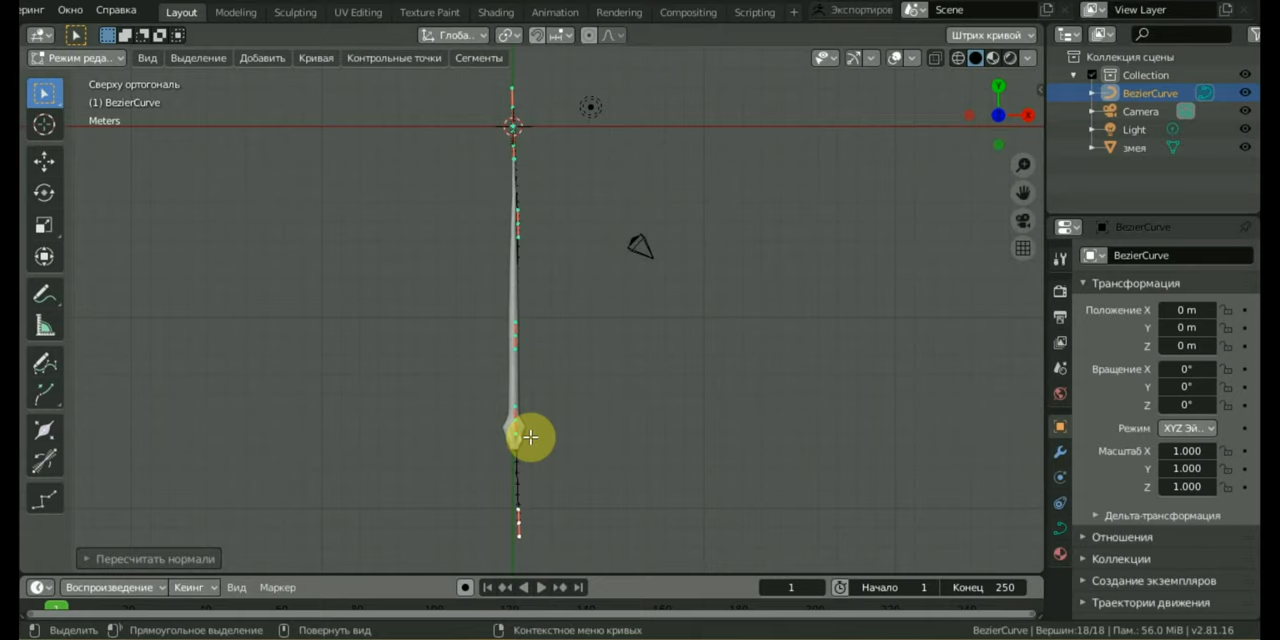 еринг Окно Справка Layout Modeling Sculpting UV Editing Texture Paint Shading Animation Rendering Compositing Scripting + Экспортиров Scene View Layer
Глоба.. Штрих кривой
Режим реда.. Вид Выделение Добавить Кривая Контрольные точки Сегменты
Сверху ортогональ
(1) BezierCurve
Meters
Y
X
Z
Коллекция сцены
Collection
BezierCurve
Camera
Light
змея
BezierCurve
BezierCurve
Трансформация
Положение X 0 m
Y 0 m
Z 0 m
Вращение X 0°
Y 0°
Z 0°
Режим XYZ Эй..
Масштаб X 1.000
Y 1.000
Z 1.000
Дельта-трансформация
Отношения
Коллекции
Создание экземпляров
Траектории движения
Пересчитать нормали
Воспроизведение Кеинг Вид Маркер 1 Начало 1 Конец 250
1
Выделить Прямоугольное выделение Повернуть вид Контекстное меню кривых BezierCurve | Вершин:18/18 | Пам.: 56.0 MiB | v2.81.16